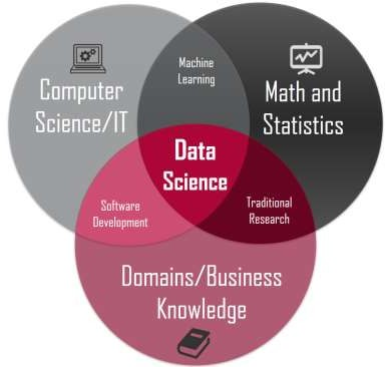 Machine
Learning
Computer
Science/IT
Math and
Statistics
Data
Science
Software
Development
Traditional
Research
Domains/Business
Knowledge